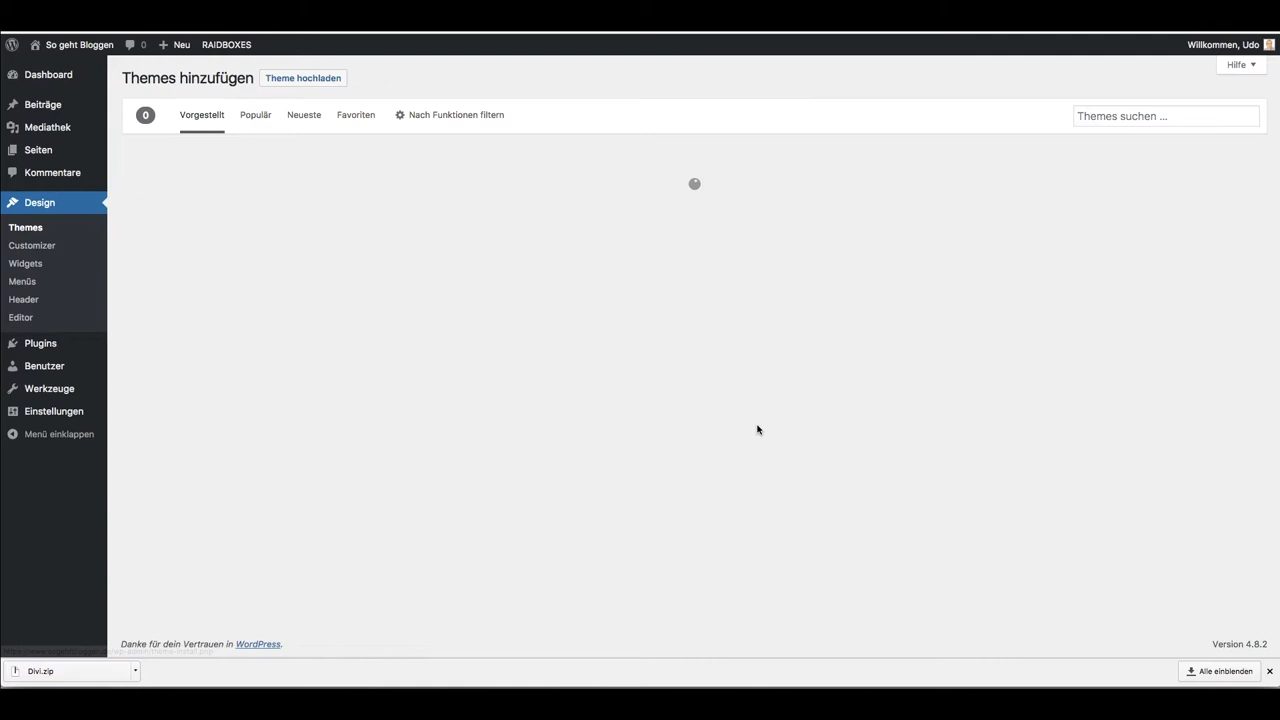 So geht Bloggen 0 Neu RAIDBOXES Willkommen, Udo
Dashboard
Beiträge
Mediathek
Seiten
Kommentare
Design
Themes
Customizer
Widgets
Menüs
Header
Editor
Plugins
Benutzer
Werkzeuge
Einstellungen
Menü einklappen
Hilfe
Themes hinzufügen Theme hochladen
0 Vorgestellt Populär Neueste Favoriten Nach Funktionen filtern Themes suchen ...
Danke für dein Vertrauen in WordPress. Version 4.8.2
Divi.zip Alle einblenden